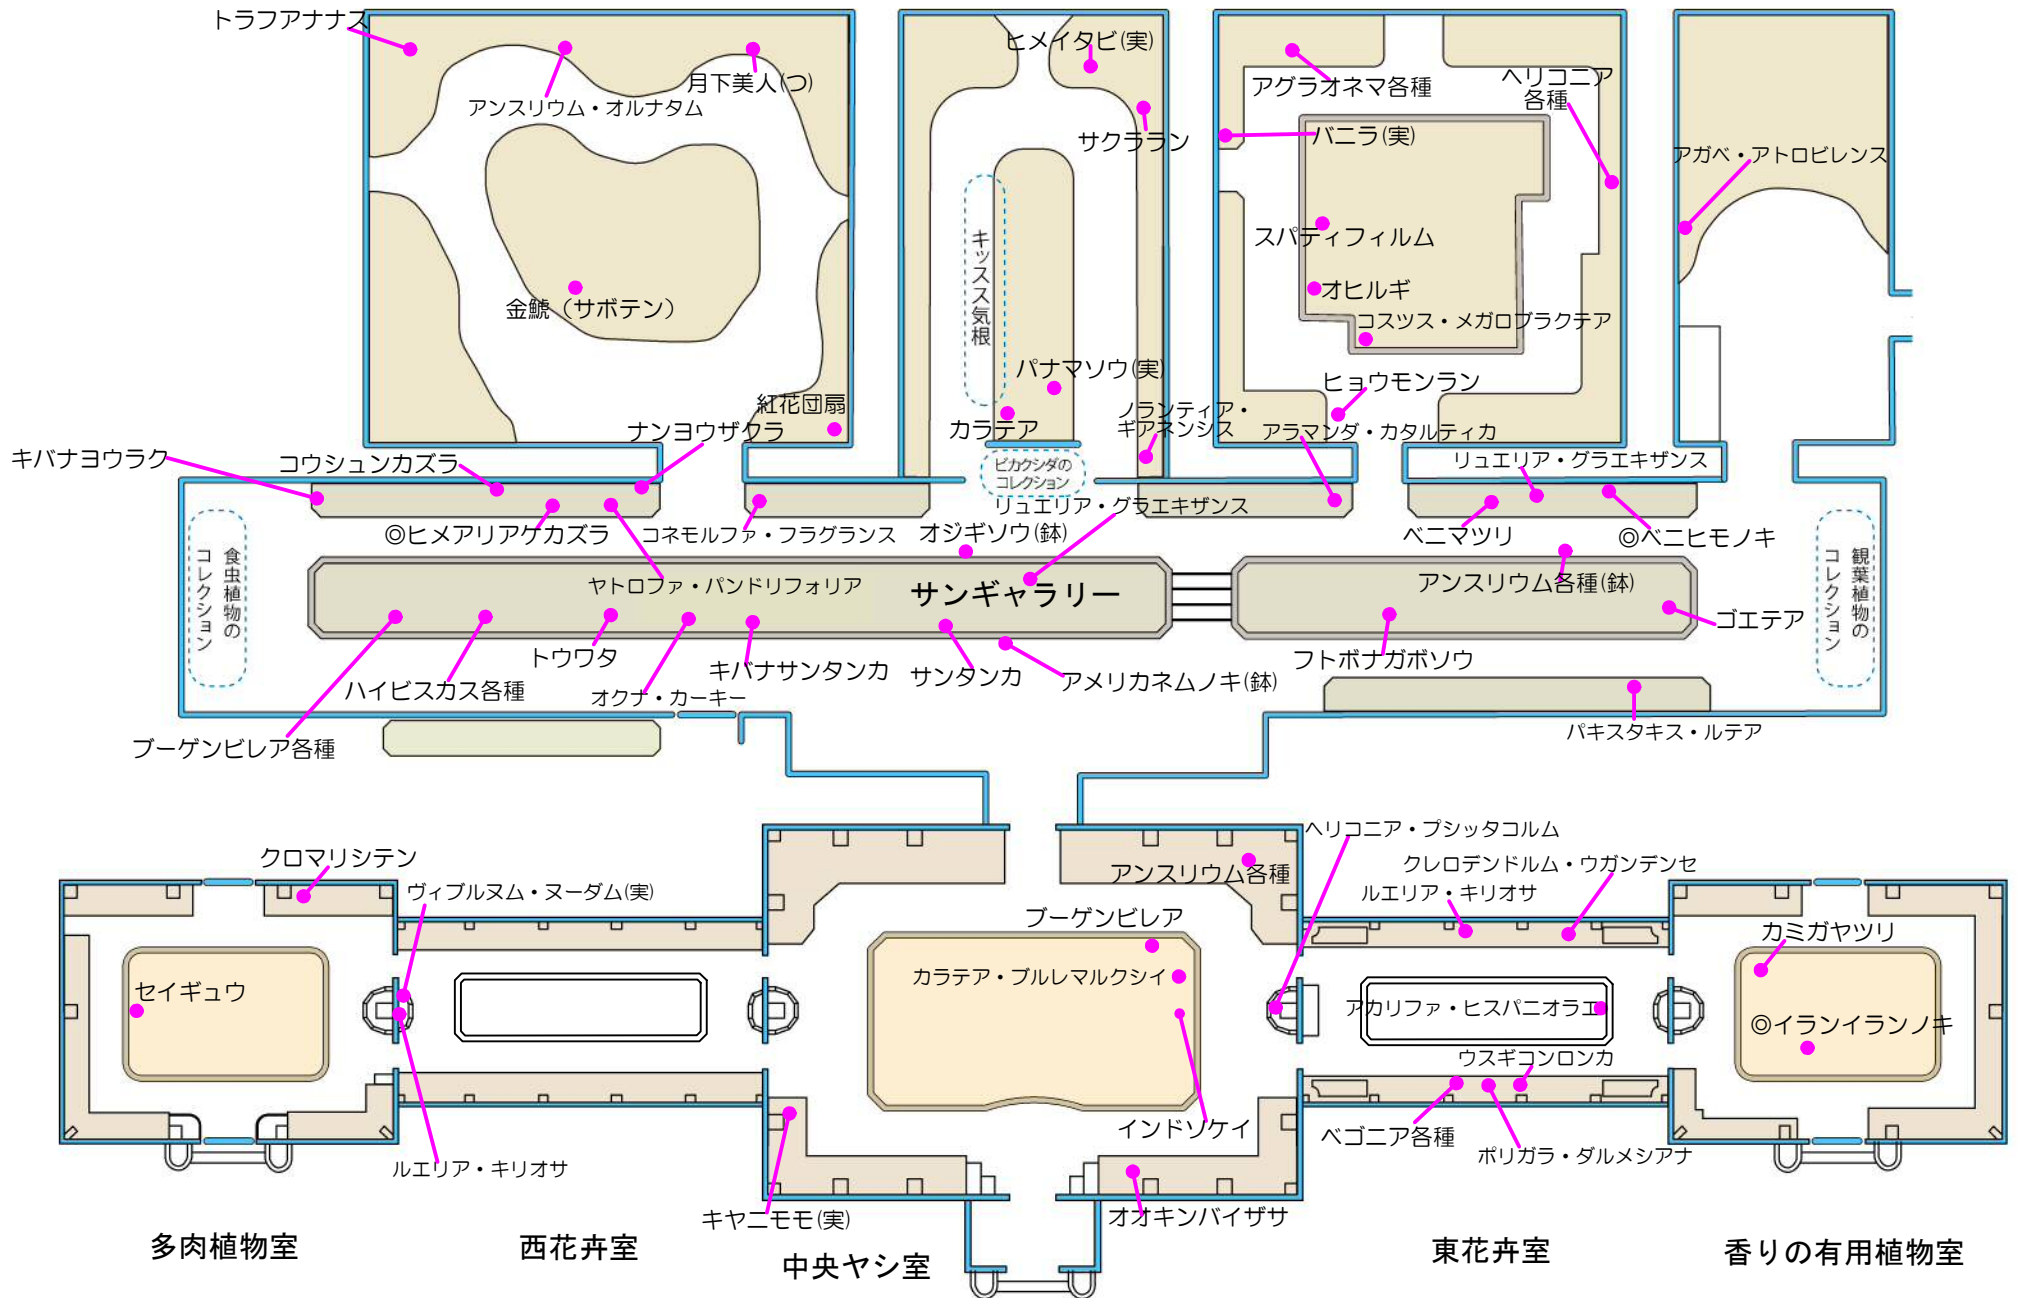 トラフアナナス
アンスリウム・オルナタム
月下美人(つ)
ヒメイタビ(実)
サクララン
アグラオネマ各種
バニラ(実)
ヘリコニア
各種
アガベ・アトロビレンス
スパティフィルム
オヒルギ
コスツス・メガロブラクテア
金鯱（サボテン）
キッスス気根
パナマソウ(実)
カラテア
ノランティア・
ギアネンシス
ヒョウモンラン
アラマンダ・カタルティカ
紅花団扇
ナンヨウザクラ
キバナヨウラク
コウシュンカズラ
ビカクシダの
コレクション
リュエリア・グラエキザンス
リュエリア・グラエキザンス
◎ヒメアリアケカズラ
コネモルファ・フラグランス
オジギソウ(鉢)
ベニマツリ
◎ベニヒモノキ
食虫植物の
コレクション
ヤトロファ・パンドリフォリア
サンギャラリー
アンスリウム各種(鉢)
観葉植物の
コレクション
ゴエテア
トウワタ
キバナサンタンカ
サンタンカ
アメリカネムノキ(鉢)
フトボナガボソウ
ハイビスカス各種
オクナ・カーキー
ブーゲンビレア各種
パキスタキス・ルテア
クロマリシテン
ヴィブルヌム・ヌーダム(実)
アンスリウム各種
ヘリコニア・プシッタコルム
クレロデンドルム・ウガンデンセ
ルエリア・キリオサ
ブーゲンビレア
カミガヤツリ
セイギュウ
カラテア・ブルレマルクシイ
アカリファ・ヒスパニオラエ
◎イランイランノキ
ウスギコンロンカ
インドソケイ
ベゴニア各種
ポリガラ・ダルメシアナ
ルエリア・キリオサ
キヤニモモ(実)
オオキンバイザサ
多肉植物室
西花卉室
中央ヤシ室
東花卉室
香りの有用植物室